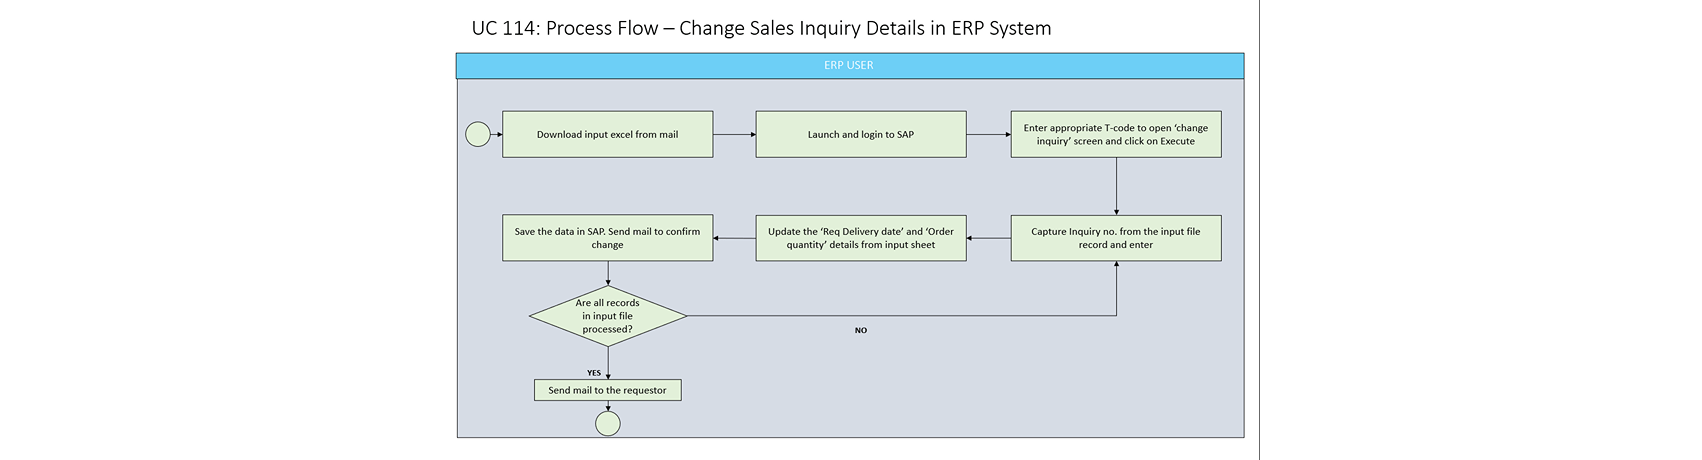 UC 114: Process Flow – Change Sales Inquiry Details in ERP System
ERP USER
Download input excel from mail
Launch and login to SAP
Enter appropriate T-code to open ‘change
inquiry’ screen and click on Execute
Capture Inquiry no. from the input file
record and enter
Update the ‘Req Delivery date’ and ‘Order
quantity’ details from input sheet
Save the data in SAP. Send mail to confirm
change
Are all records
in input file
processed?
NO
YES
Send mail to the requestor